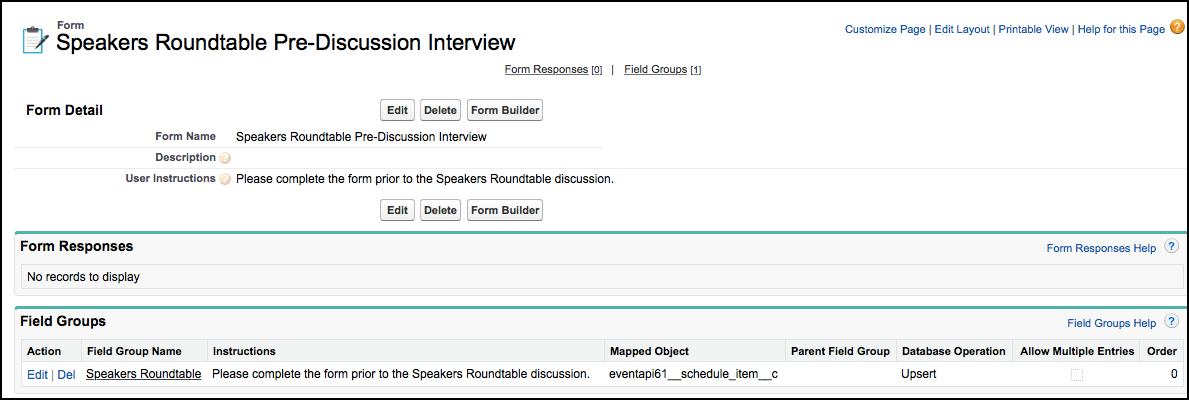 Form
Speakers Roundtable Pre-Discussion Interview
Customize Page | Edit Layout | Printable View | Help for this Page ?
Form Responses [0] | Field Groups [1]
Form Detail Edit Delete Form Builder
Form Name Speakers Roundtable Pre-Discussion Interview
Description ?
User Instructions ? Please complete the form prior to the Speakers Roundtable discussion.
Edit Delete Form Builder
Form Responses Form Responses Help ?
No records to display
Field Groups Field Groups Help ?
Action Field Group Name Instructions Mapped Object Parent Field Group Database Operation Allow Multiple Entries Order
Edit | Del Speakers Roundtable Please complete the form prior to the Speakers Roundtable discussion. eventapi61__schedule_item__c Upsert 0